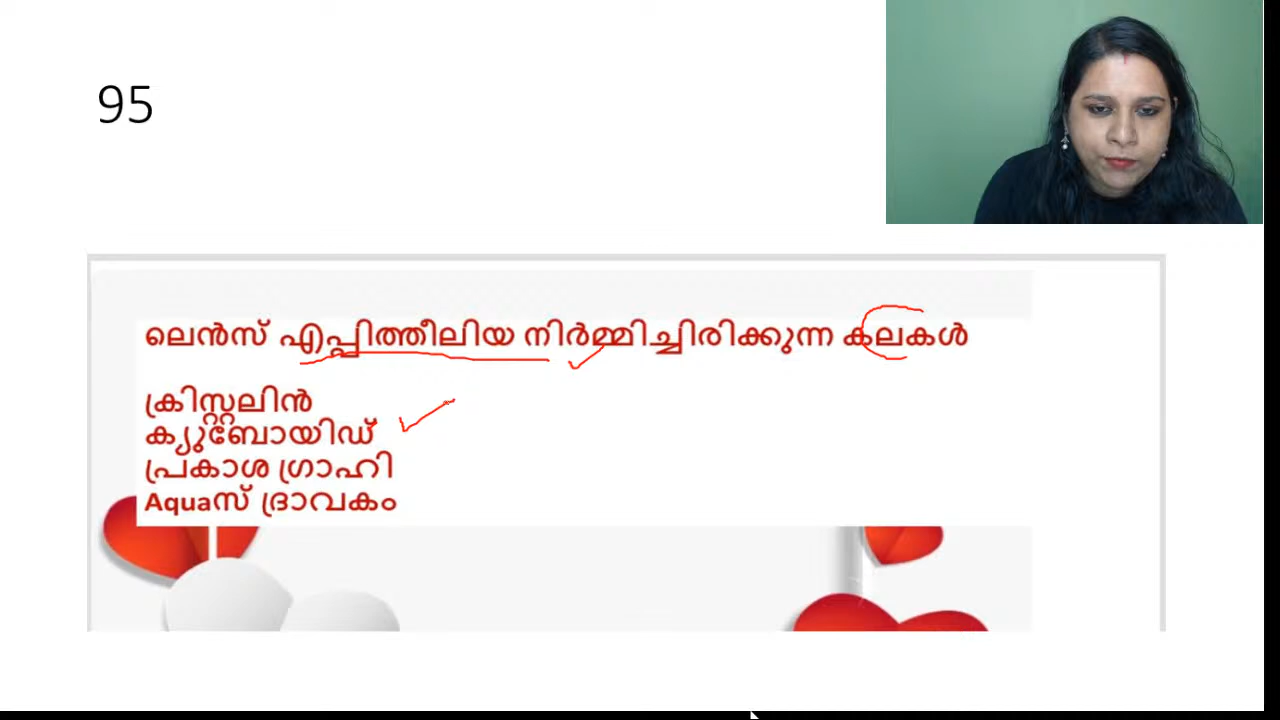 95
ലെൻസ് എപ്പിത്തീലിയ നിർമ്മിച്ചിരിക്കുന്ന കലകൾ
ക്രിസ്റ്റലിൻ
ക്യുബോയിഡ്
പ്രകാശ ഗ്രാഹി
Aquaസ് ദ്രാവകം